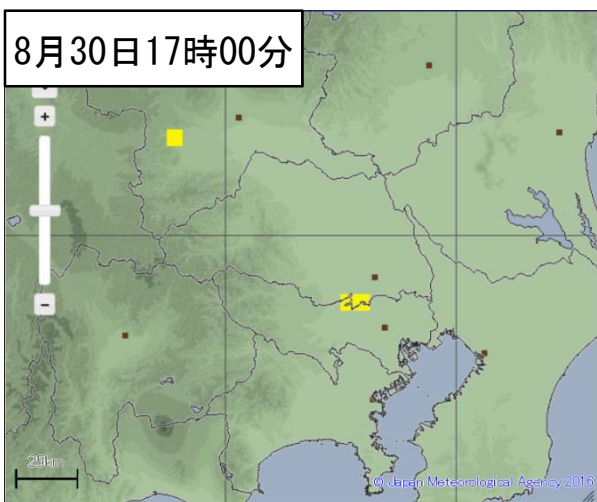 8月30日17時00分
+
−
25km
© Japan Meteorological Agency 2016